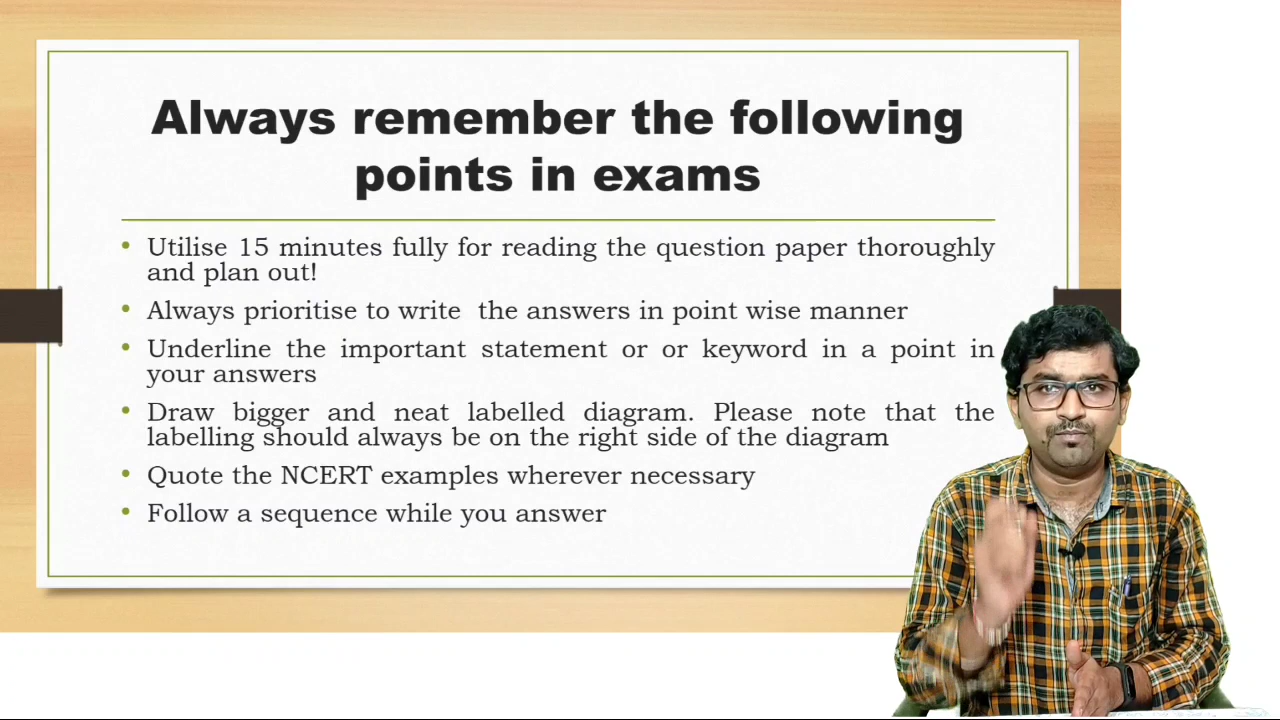 Always remember the following
points in exams
• Utilise 15 minutes fully for reading the question paper thoroughly
and plan out!
• Always prioritise to write the answers in point wise manner
• Underline the important statement or or keyword in a point in
your answers
• Draw bigger and neat labelled diagram. Please note that the
labelling should always be on the right side of the diagram
• Quote the NCERT examples wherever necessary
• Follow a sequence while you answer